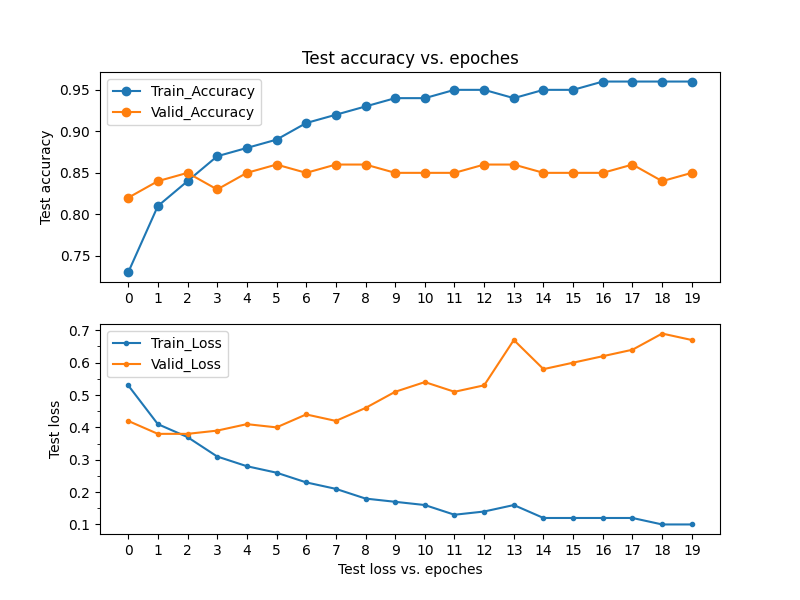 Test accuracy vs. epoches
Train_Accuracy
Valid_Accuracy
Test accuracy
0.95
0.90
0.85
0.80
0.75
0 1 2 3 4 5 6 7 8 9 10 11 12 13 14 15 16 17 18 19
Train_Loss
Valid_Loss
Test loss
0.7
0.6
0.5
0.4
0.3
0.2
0.1
0 1 2 3 4 5 6 7 8 9 10 11 12 13 14 15 16 17 18 19
Test loss vs. epoches